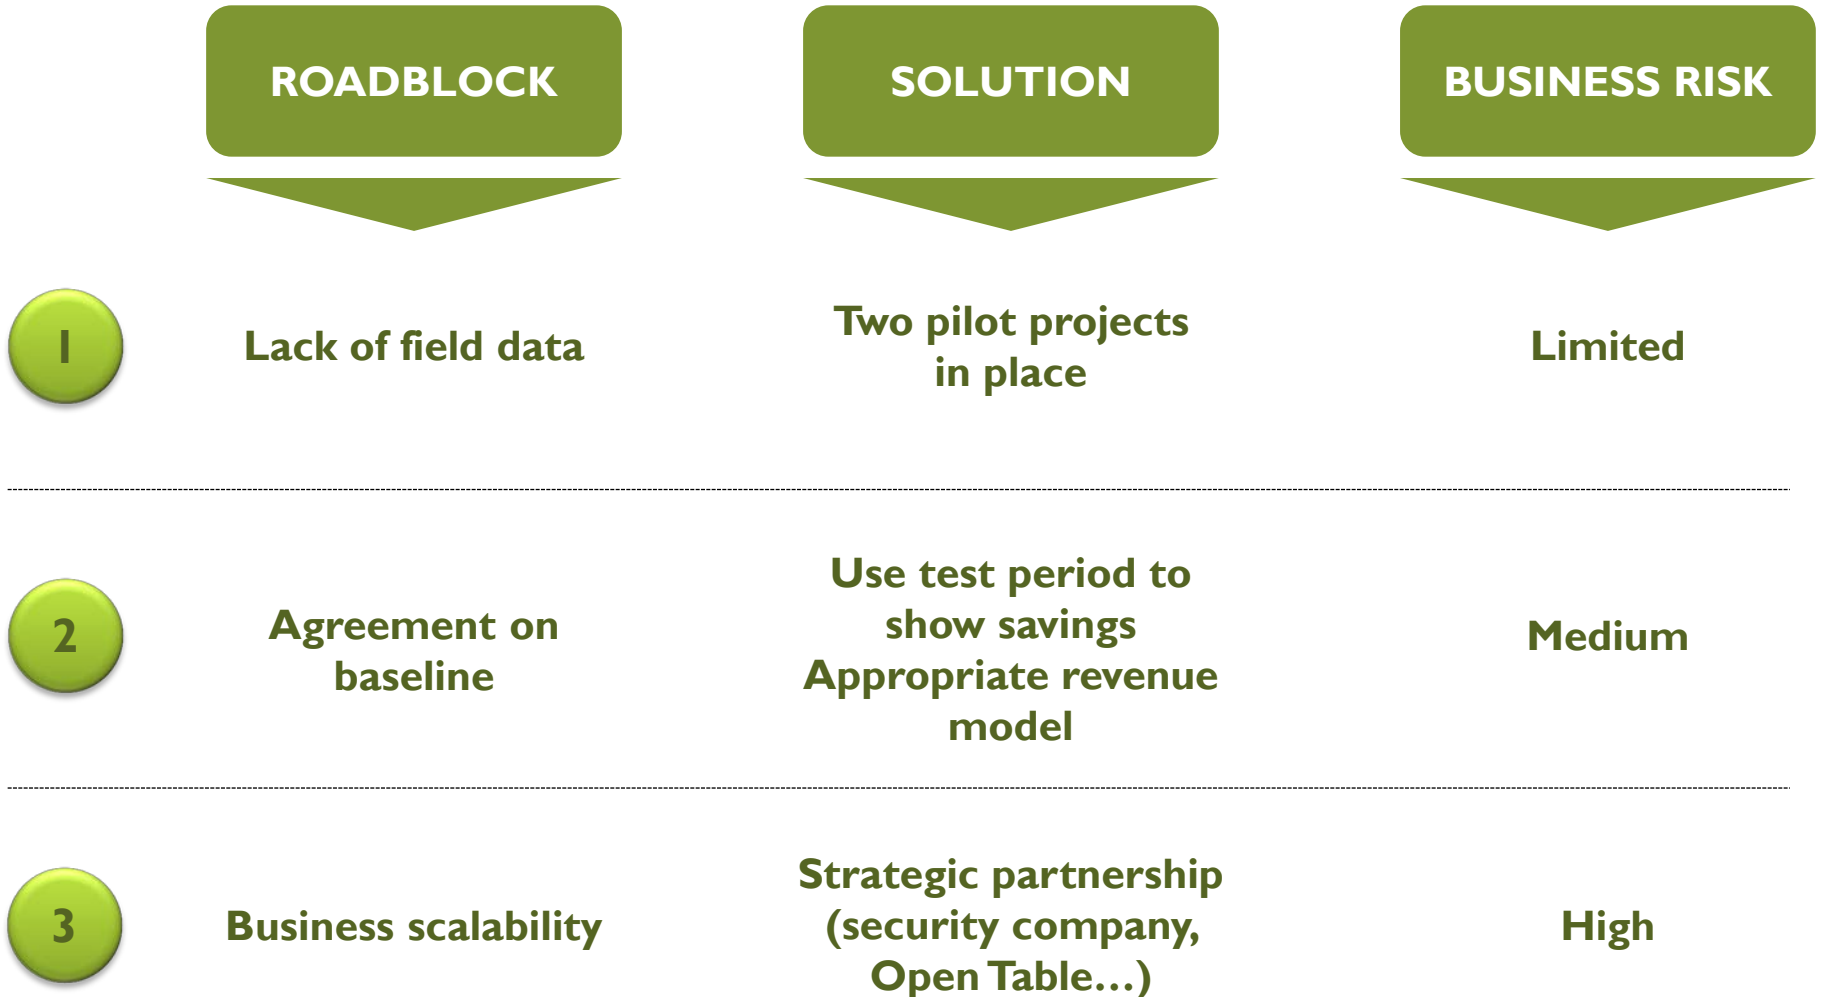 ROADBLOCK
SOLUTION
BUSINESS RISK
1
Lack of field data
Two pilot projects
in place
Limited
2
Agreement on
baseline
Use test period to
show savings
Appropriate revenue
model
Medium
3
Business scalability
Strategic partnership
(security company,
Open Table…)
High